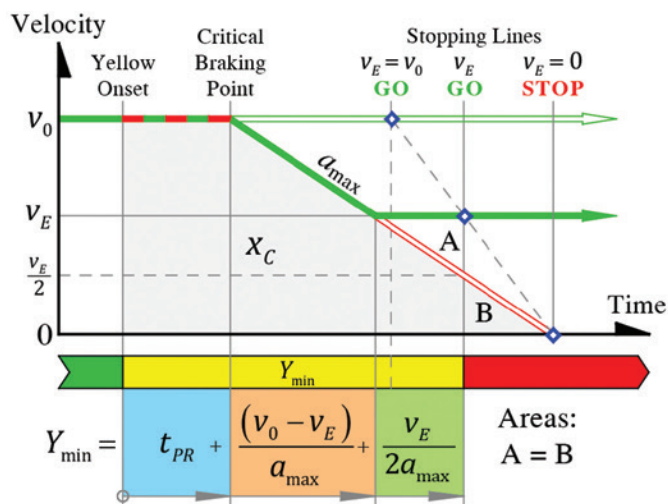 Velocity
Yellow Onset
Critical Braking Point
Stopping Lines
v_E = v_0
GO
v_E
GO
v_E = 0
STOP
v_0
a_max
v_E
X_C
A
v_E/2
B
Time
0
Y_min
Y_min = t_PR + (v_0 − v_E)/a_max + v_E/2a_max
Areas:
A = B